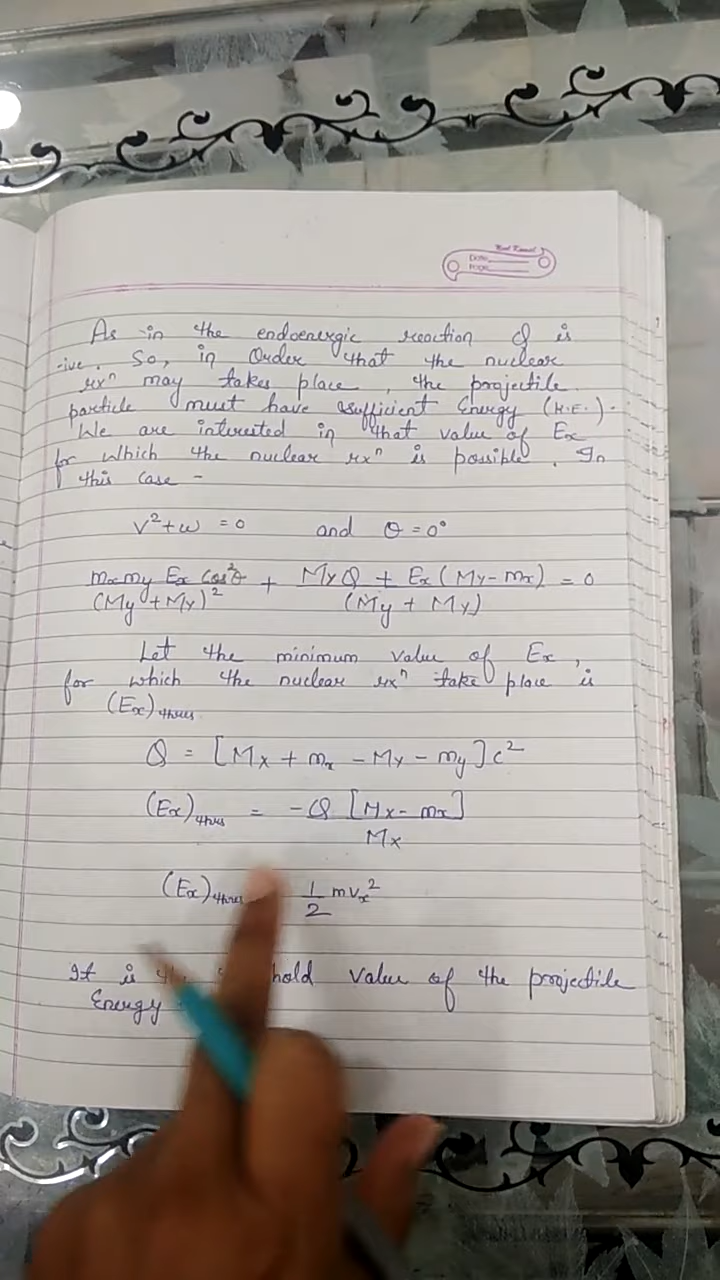 Date
Page
As in the endoenergic reaction Q is
-ive. So, in Order that the nuclear
rxⁿ may takes place, the projectile
particle must have sufficient Energy (K.E.).
We are interested in that value of Ex
for which the nuclear rxⁿ is possible. In
this case -
V²+ω = 0 and θ = 0°
mx my Ex Cos²θ / (My + My)² + MyQ + Ex (My - mx) / (My + My) = 0
Let the minimum value of Ex,
for which the nuclear rxⁿ take place is
(Ex)thres
Q = [Mx + mx - My - my] c²
(Ex)thres = -Q [Mx - mx] / Mx
(Ex)thres 1/2 mvx²
It is the hold value of the projectile
Energy